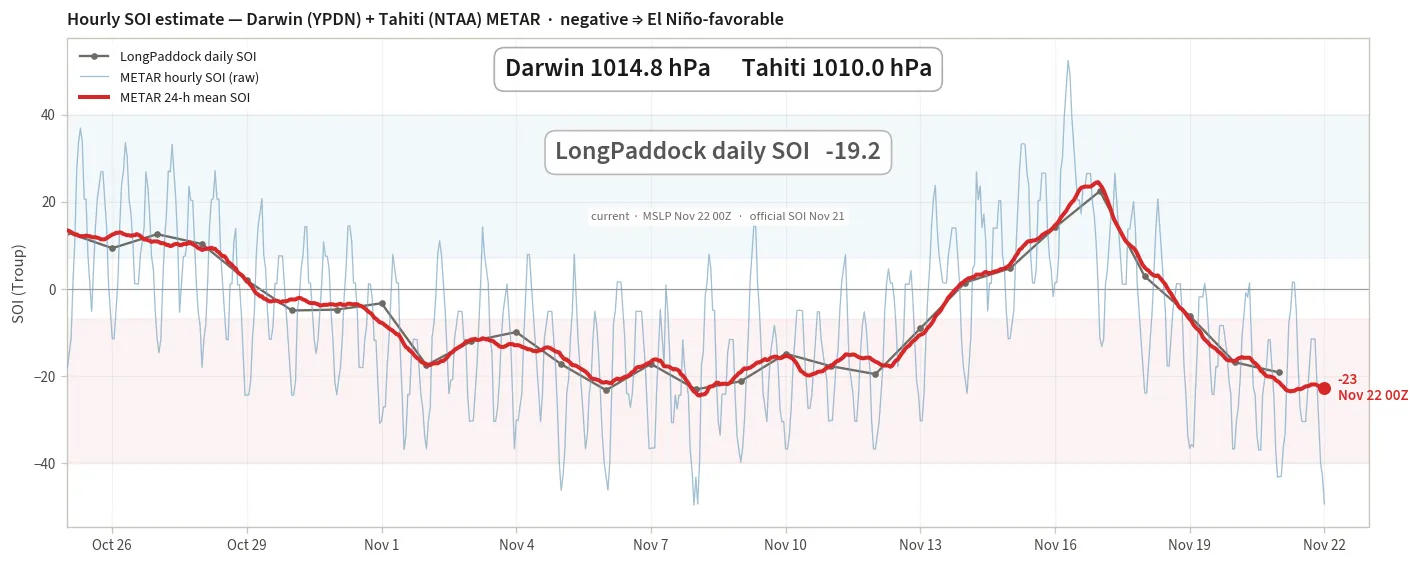 Hourly SOI estimate — Darwin (YPDN) + Tahiti (NTAA) METAR · negative ⇒ El Niño-favorable
LongPaddock daily SOI
METAR hourly SOI (raw)
METAR 24-h mean SOI
Darwin 1014.8 hPa Tahiti 1010.0 hPa
LongPaddock daily SOI -19.2
current · MSLP Nov 22 00Z · official SOI Nov 21
SOI (Troup)
40
20
0
−20
−40
-23
Nov 22 00Z
Oct 26 Oct 29 Nov 1 Nov 4 Nov 7 Nov 10 Nov 13 Nov 16 Nov 19 Nov 22